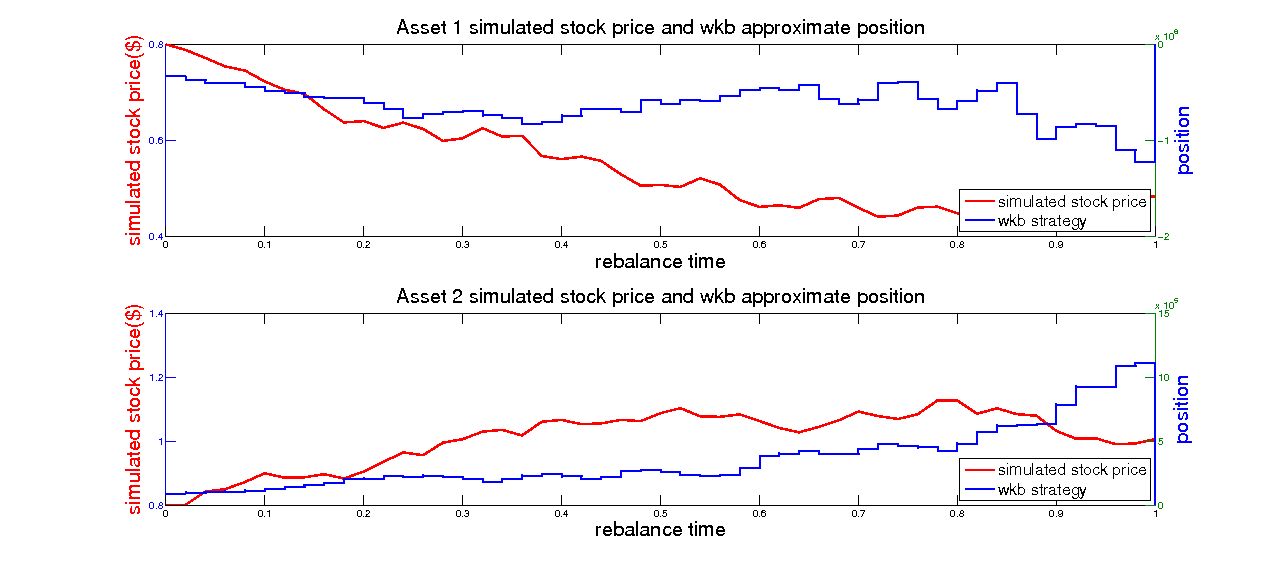 Asset 1 simulated stock price and wkb approximate position
simulated stock price($)
0.8
0.6
0.4
0
-1
-2
position
simulated stock price
wkb strategy
0 0.1 0.2 0.3 0.4 0.5 0.6 0.7 0.8 0.9 1
rebalance time
Asset 2 simulated stock price and wkb approximate position
simulated stock price($)
1.4
1.2
1
0.8
15
10
5
0
position
simulated stock price
wkb strategy
0 0.1 0.2 0.3 0.4 0.5 0.6 0.7 0.8 0.9 1
rebalance time